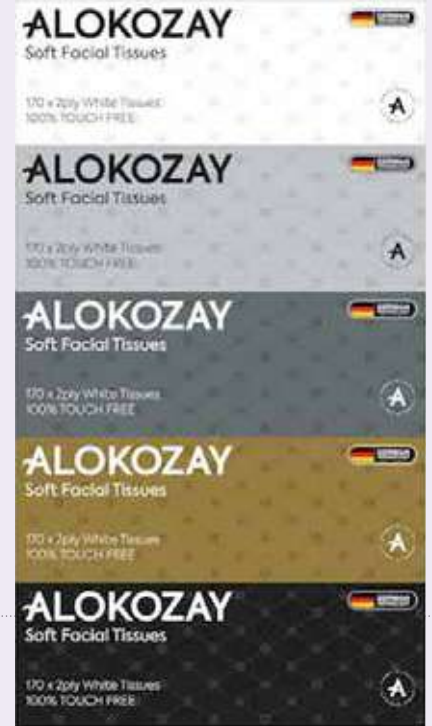 ALOKOZAY
Soft Facial Tissues
170 x 2ply White Tissues
100% TOUCH FREE
A
ALOKOZAY
Soft Facial Tissues
170 x 2ply White Tissues
100% TOUCH FREE
A
ALOKOZAY
Soft Facial Tissues
170 x 2ply White Tissues
100% TOUCH FREE
A
ALOKOZAY
Soft Facial Tissues
170 x 2ply White Tissues
100% TOUCH FREE
A
ALOKOZAY
Soft Facial Tissues
170 x 2ply White Tissues
100% TOUCH FREE
A